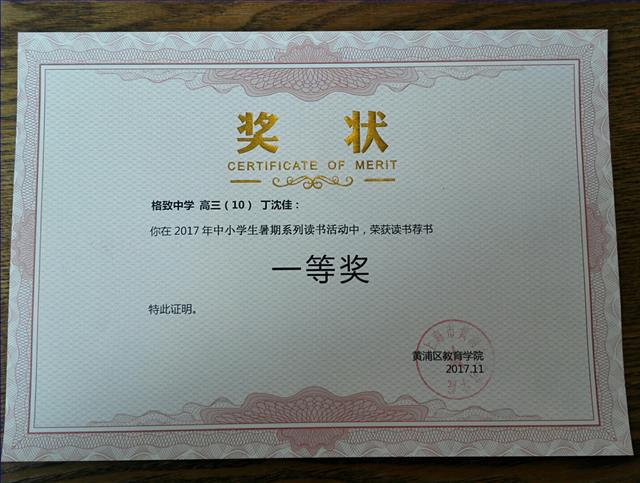 奖 状
CERTIFICATE OF MERIT
格致中学 高三（10） 丁沈佳：
你在 2017 年中小学生暑期系列读书活动中，荣获读书荐书
一等奖
特此证明。
黄浦区教育学院
2017.11